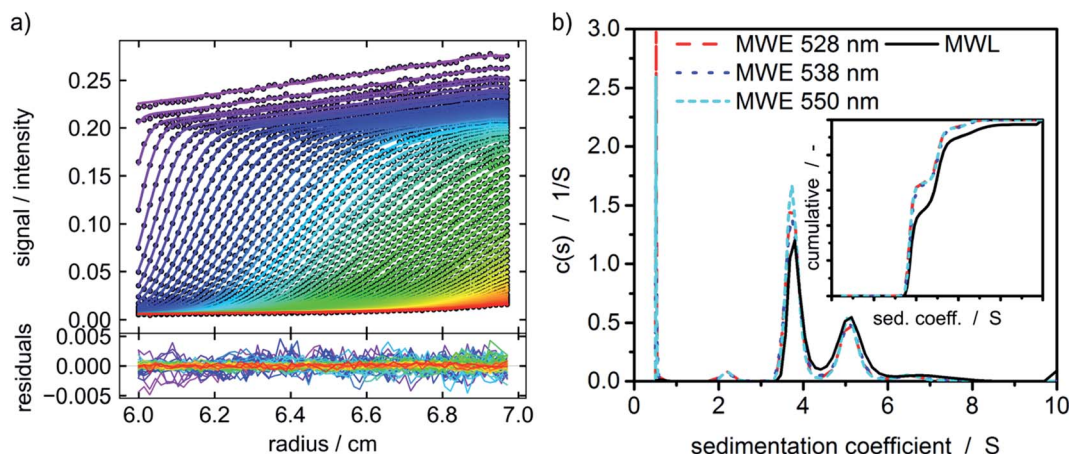 a)
signal / intensity
0.25
0.20
0.15
0.10
0.05
0.00
residuals
0.005
0.000
−0.005
6.0 6.2 6.4 6.6 6.8 7.0
radius / cm
b)
c(s) / 1/S
3.0
2.5
2.0
1.5
1.0
0.5
0.0
MWE 528 nm MWL
MWE 538 nm
MWE 550 nm
cumulative / -
sed. coeff. / S
0 2 4 6 8 10
sedimentation coefficient / S